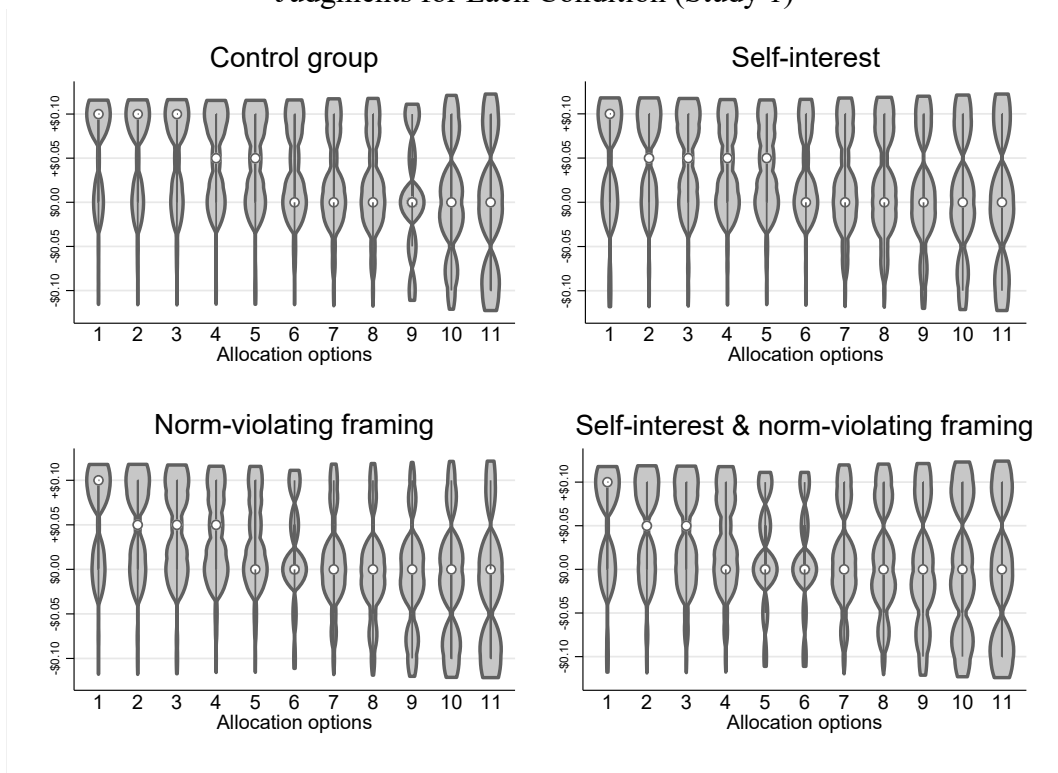 Judgments for Each Condition (Study 1)
Control group
+$0.10
+$0.05
$0.00
-$0.05
-$0.10
1 2 3 4 5 6 7 8 9 10 11
Allocation options
Self-interest
+$0.10
+$0.05
$0.00
-$0.05
-$0.10
1 2 3 4 5 6 7 8 9 10 11
Allocation options
Norm-violating framing
+$0.10
+$0.05
$0.00
-$0.05
-$0.10
1 2 3 4 5 6 7 8 9 10 11
Allocation options
Self-interest & norm-violating framing
+$0.10
+$0.05
$0.00
-$0.05
-$0.10
1 2 3 4 5 6 7 8 9 10 11
Allocation options